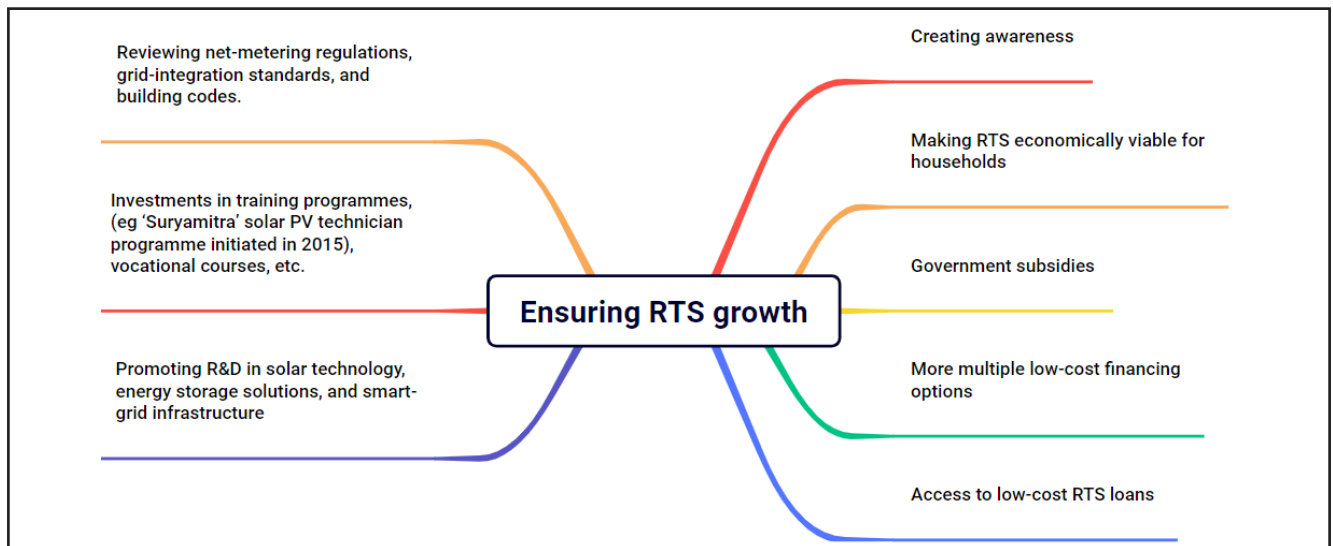 Reviewing net-metering regulations,
grid-integration standards, and
building codes.
Investments in training programmes,
(eg ‘Suryamitra’ solar PV technician
programme initiated in 2015),
vocational courses, etc.
Promoting R&D in solar technology,
energy storage solutions, and smart-
grid infrastructure
Ensuring RTS growth
Creating awareness
Making RTS economically viable for
households
Government subsidies
More multiple low-cost financing
options
Access to low-cost RTS loans